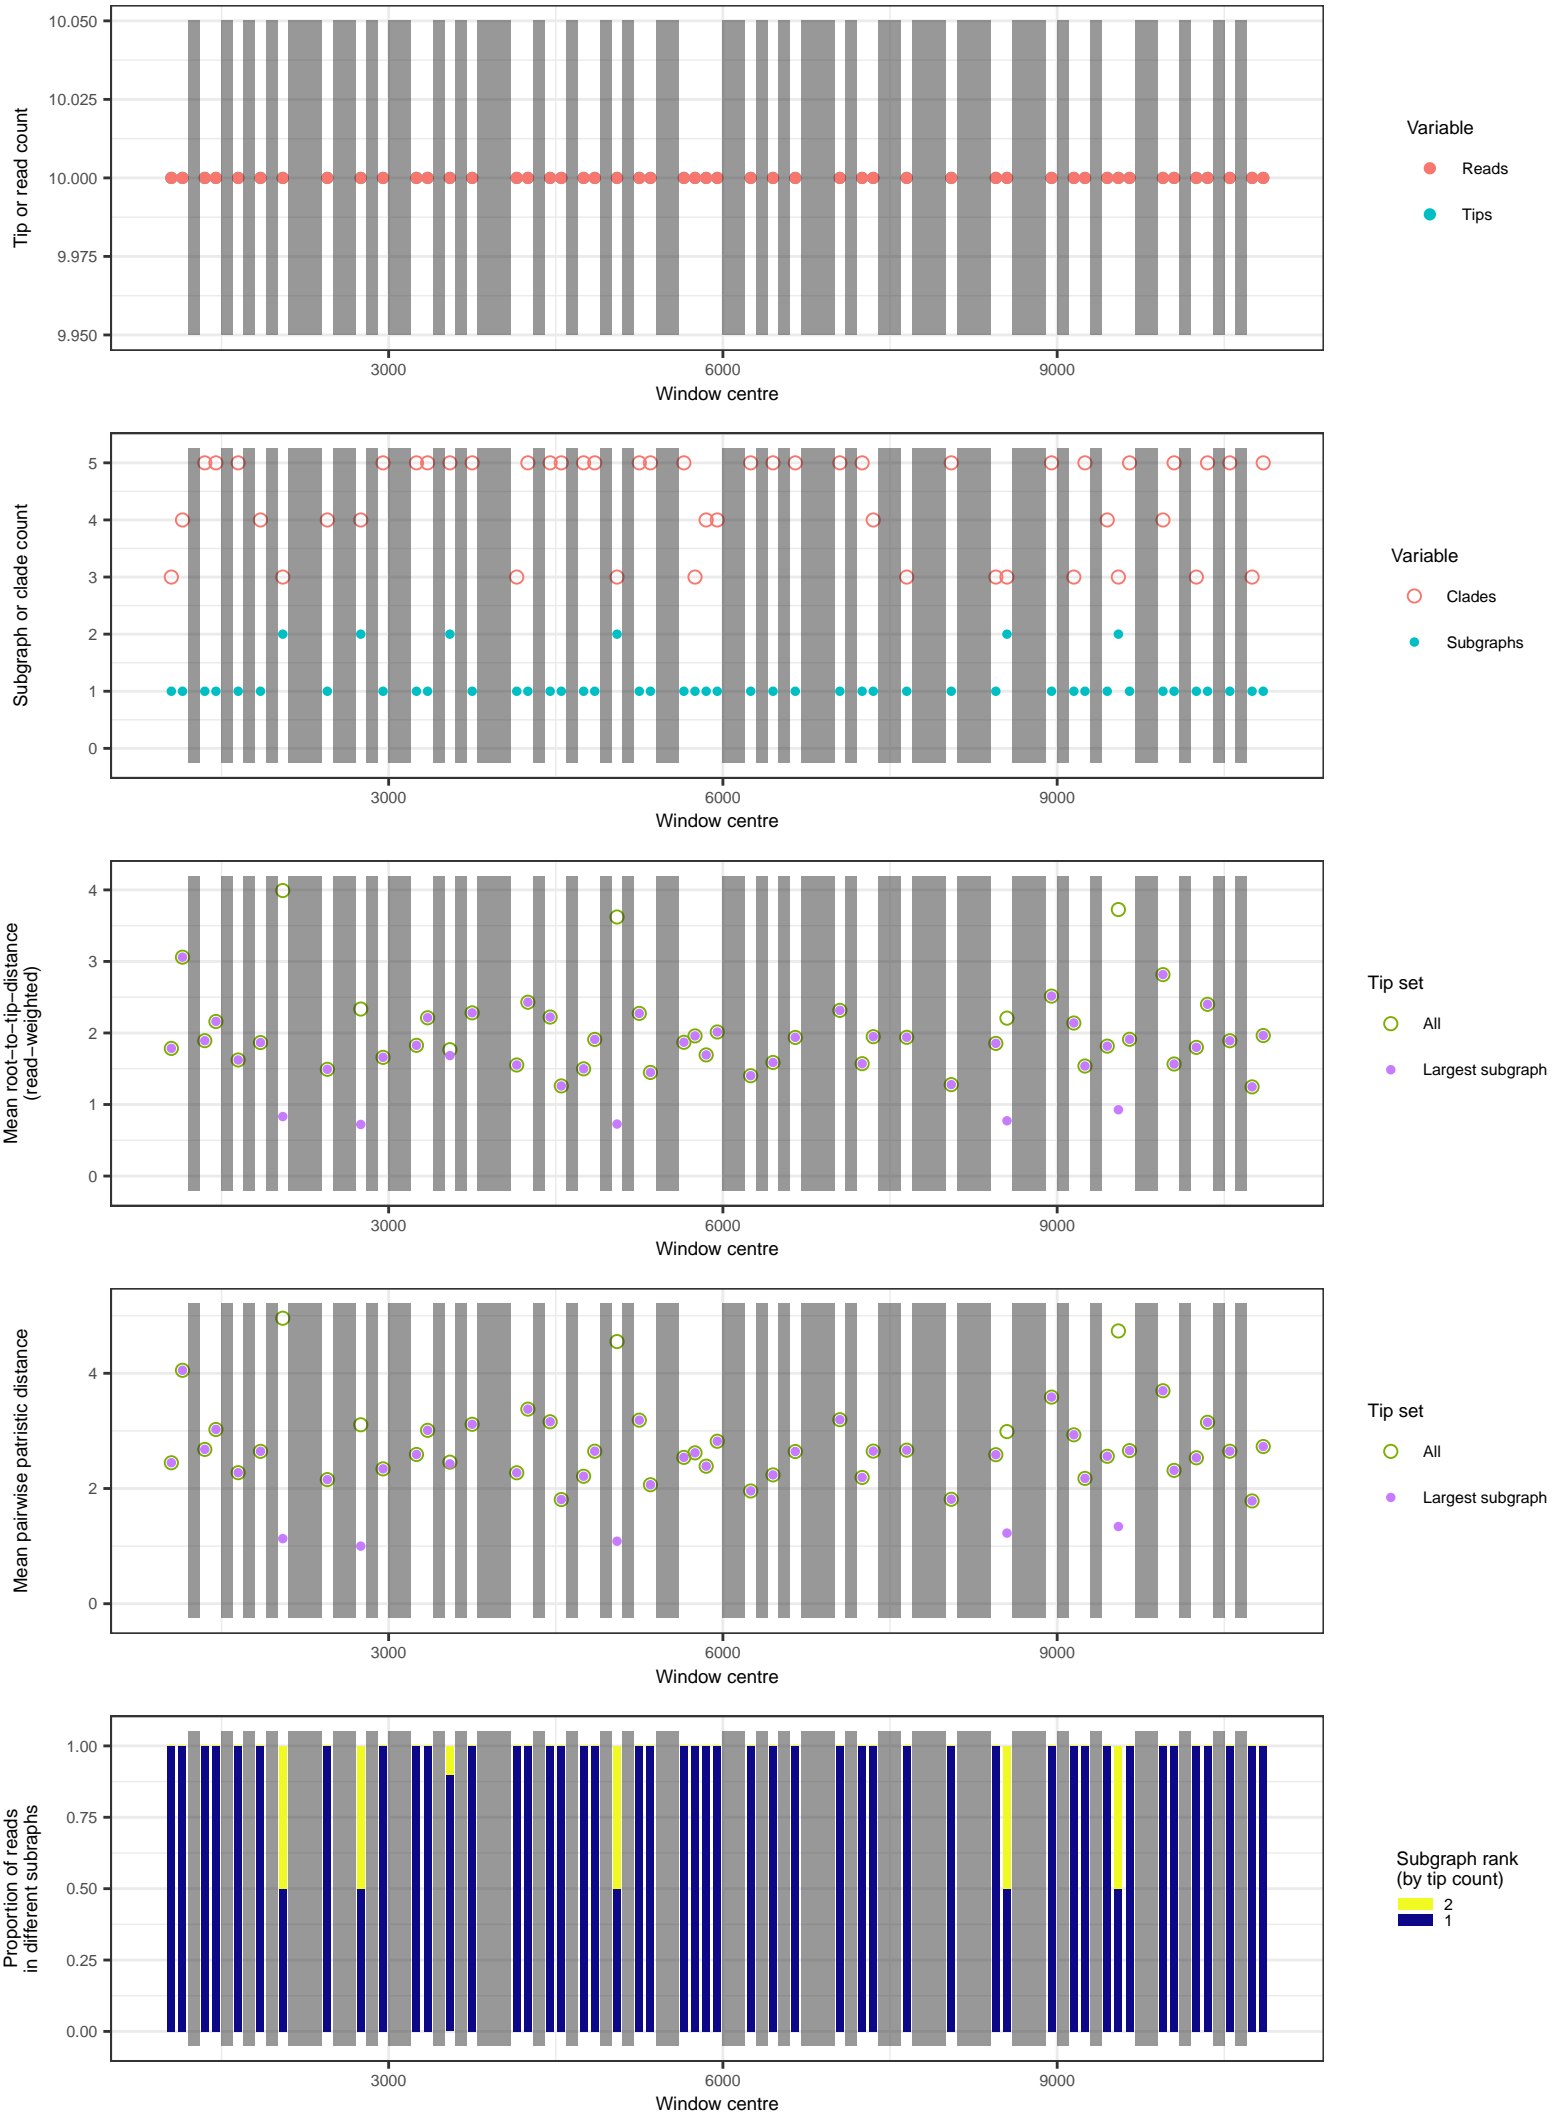 10.050
10.025
10.000
9.975
9.950
Tip or read count
3000
6000
9000
Window centre
Variable
Reads
Tips
5
4
3
2
1
0
Subgraph or clade count
3000
6000
9000
Window centre
Variable
Clades
Subgraphs
4
3
2
1
0
Mean root−to−tip−distance
(read−weighted)
3000
6000
9000
Window centre
Tip set
All
Largest subgraph
4
2
0
Mean pairwise patristic distance
3000
6000
9000
Window centre
Tip set
All
Largest subgraph
1.00
0.75
0.50
0.25
0.00
Proportion of reads
in different subraphs
3000
6000
9000
Window centre
Subgraph rank
(by tip count)
2
1